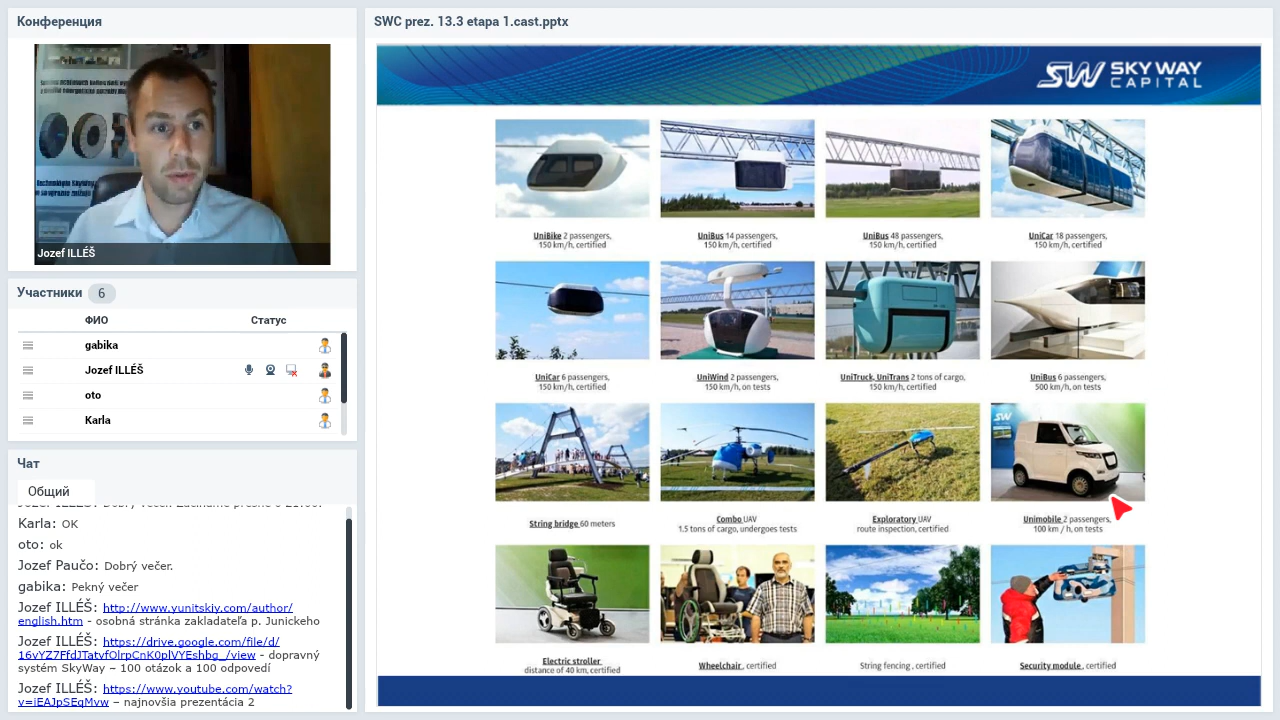 Конференция
Jozef ILLÉŠ
Участники 6
ФИО Статус
gabika
Jozef ILLÉŠ
oto
Karla
Чат
Общий
Karla: OK
oto: ok
Jozef Paučo: Dobrý večer.
gabika: Pekný večer
Jozef ILLÉŠ: http://www.yunitskiy.com/author/
english.htm - osobná stránka zakladateľa p. Junického
Jozef ILLÉŠ: https://drive.google.com/file/d/
16vYZ7FfdJTatvfOlrpCnK0plVYEshbg_/view - dopravný
systém SkyWay – 100 otázok a 100 odpovedí
Jozef ILLÉŠ: https://www.youtube.com/watch?
v=iEAJpSEqMvw – najnovšia prezentácia 2
SWC prez. 13.3 etapa 1.cast.pptx
SW SKY WAY
CAPITAL
UniBike 2 passengers,
150 km/h, certified
UniBus 14 passengers,
150 km/h, certified
UniBus 48 passengers,
150 km/h, certified
UniCar 18 passengers,
150 km/h, certified
UniCar 6 passengers,
150 km/h, certified
UniWind 2 passengers,
150 km/h, on tests
UniTruck, UniTrans 2 tons of cargo,
150 km/h, certified
UniBus 6 passengers,
500 km/h, on tests
String bridge 60 meters
Combo UAV
1.5 tons of cargo, undergoes tests
Exploratory UAV
route inspection, certified
SW
Unimobile 2 passengers,
100 km / h, on tests
Electric stroller,
distance of 40 km, certified
Wheelchair, certified
String fencing, certified
Security module, certified